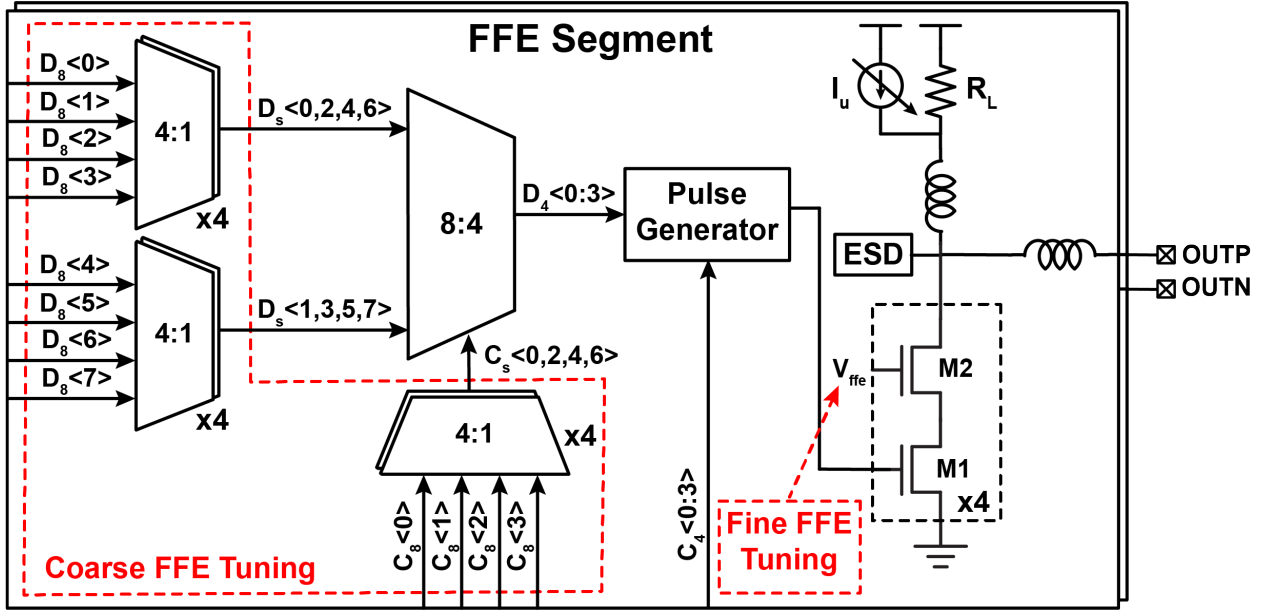 FFE Segment
D8<0>
D8<1>
D8<2>
D8<3>
4:1
x4
Ds<0,2,4,6>
D8<4>
D8<5>
D8<6>
D8<7>
4:1
x4
Ds<1,3,5,7>
8:4
Cs<0,2,4,6>
4:1
x4
C8<0>
C8<1>
C8<2>
C8<3>
Coarse FFE Tuning
D4<0:3>
Pulse
Generator
C4<0:3>
Iu
RL
ESD
OUTP
OUTN
Vffe
M2
M1
x4
Fine FFE
Tuning